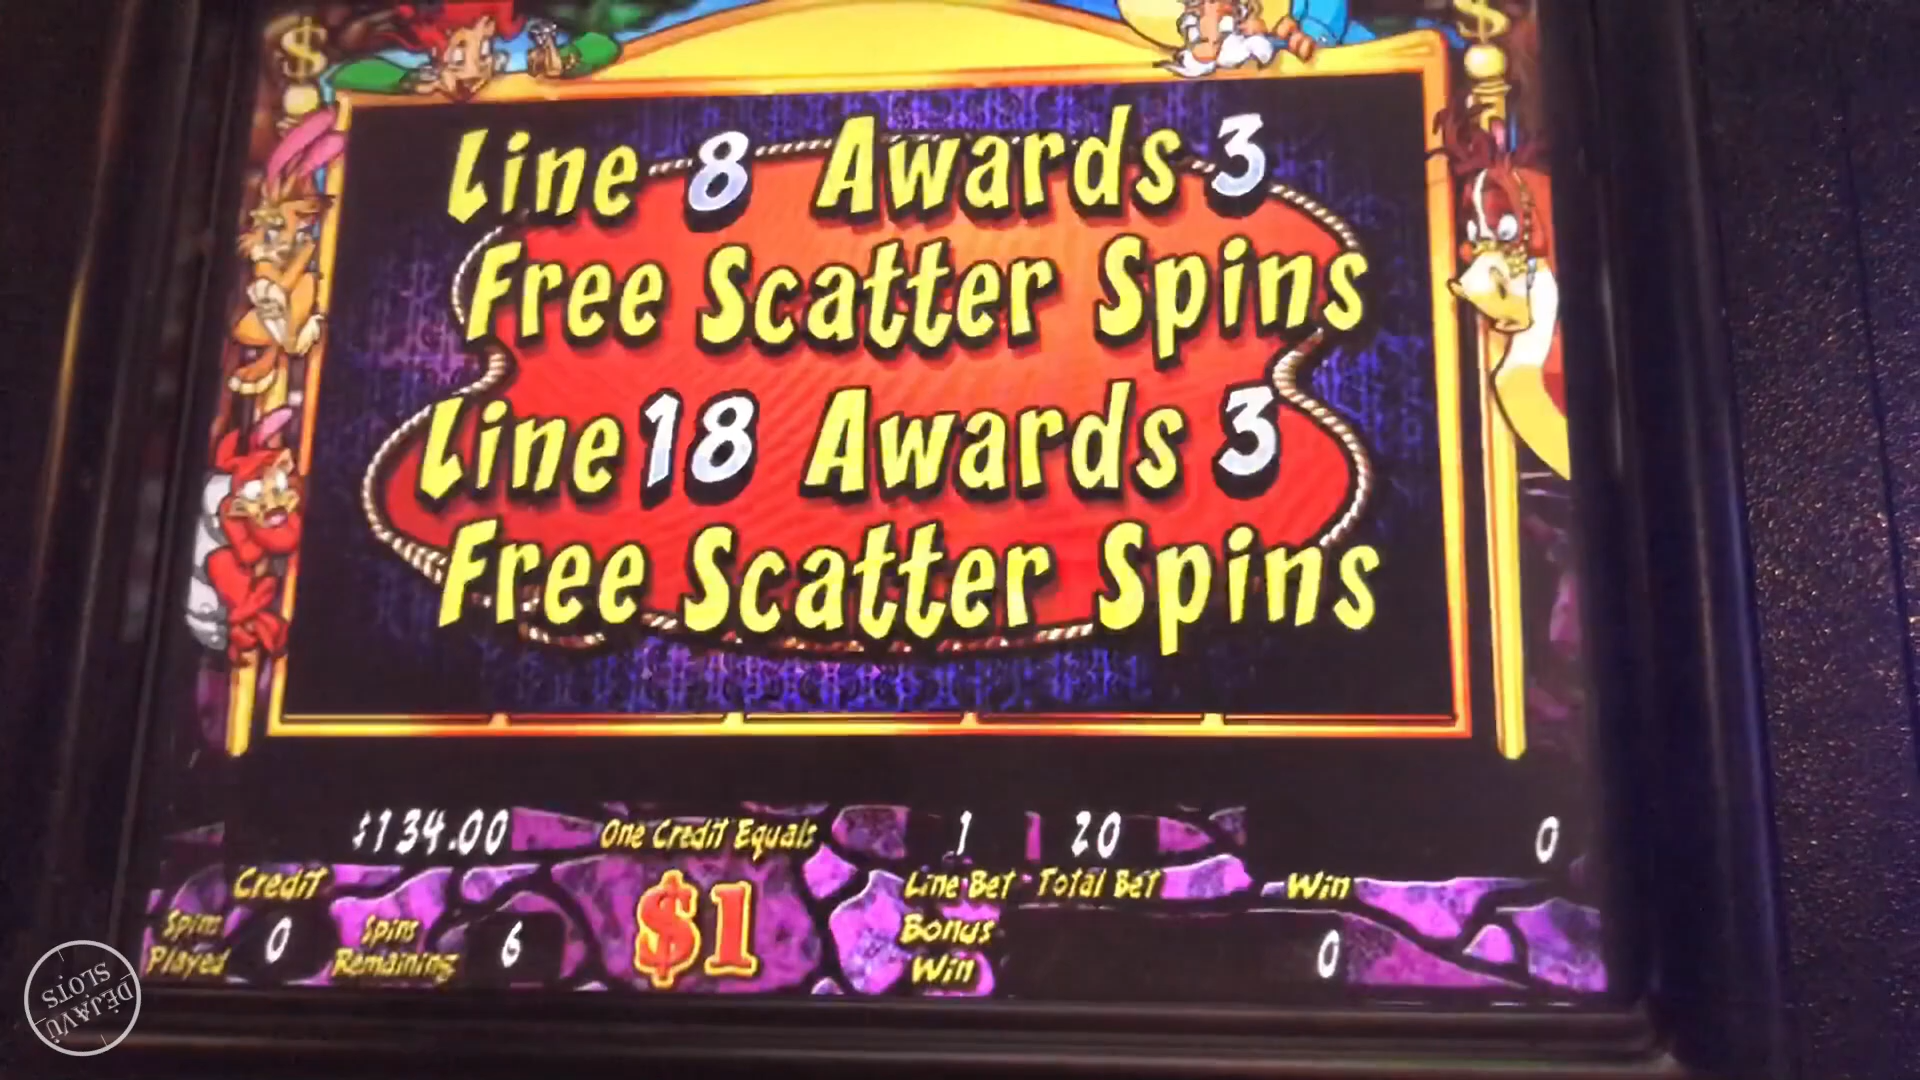 $ $
Line 8 Awards 3
Free Scatter Spins
Line 18 Awards 3
Free Scatter Spins
$134.00 One Credit Equals 1 20 0
Credit $1 Line Bet Total Bet Win
Spins Played 0 Spins Remaining 6 Bonus Win 0
DÉJÀVU
SLOTS